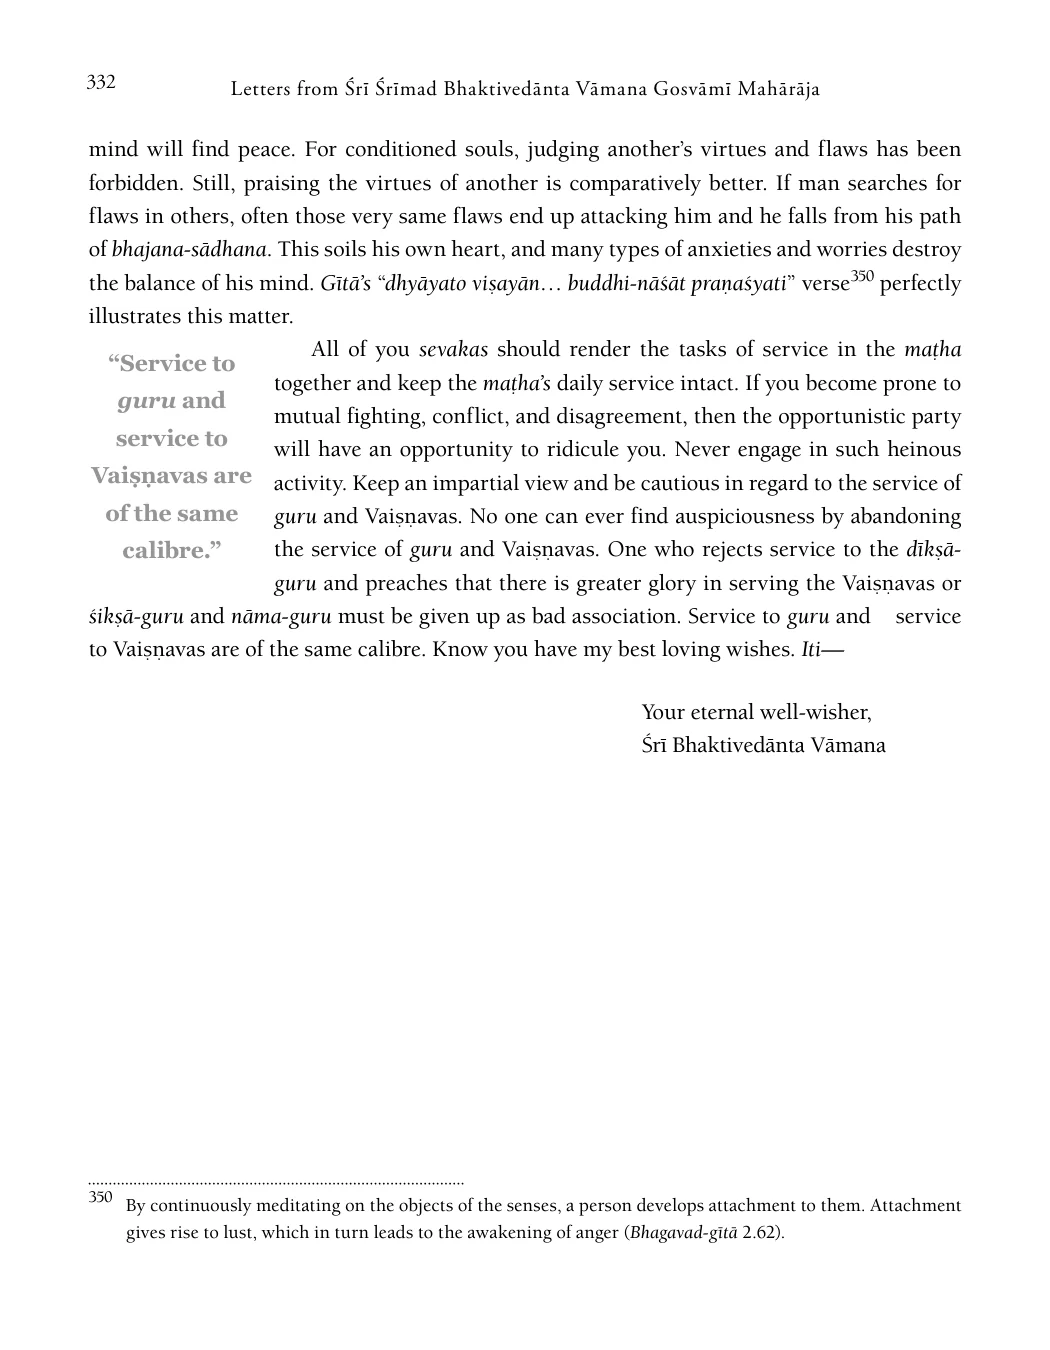 332
Letters from Śrī Śrīmad Bhaktivedānta Vāmana Gosvāmī Mahārāja
mind will find peace. For conditioned souls, judging another’s virtues and flaws has been
forbidden. Still, praising the virtues of another is comparatively better. If man searches for
flaws in others, often those very same flaws end up attacking him and he falls from his path
of bhajana-sādhana. This soils his own heart, and many types of anxieties and worries destroy
the balance of his mind. Gītā’s “dhyāyato viṣayān… buddhi-nāśāt praṇaśyati” verse350 perfectly
illustrates this matter.
“Service to
guru and
service to
Vaiṣṇavas are
of the same
calibre.”
All of you sevakas should render the tasks of service in the maṭha
together and keep the maṭha’s daily service intact. If you become prone to
mutual fighting, conflict, and disagreement, then the opportunistic party
will have an opportunity to ridicule you. Never engage in such heinous
activity. Keep an impartial view and be cautious in regard to the service of
guru and Vaiṣṇavas. No one can ever find auspiciousness by abandoning
the service of guru and Vaiṣṇavas. One who rejects service to the dīkṣā-
guru and preaches that there is greater glory in serving the Vaiṣṇavas or
śikṣā-guru and nāma-guru must be given up as bad association. Service to guru and service
to Vaiṣṇavas are of the same calibre. Know you have my best loving wishes. Iti—
Your eternal well-wisher,
Śrī Bhaktivedānta Vāmana
350 By continuously meditating on the objects of the senses, a person develops attachment to them. Attachment
gives rise to lust, which in turn leads to the awakening of anger (Bhagavad-gītā 2.62).